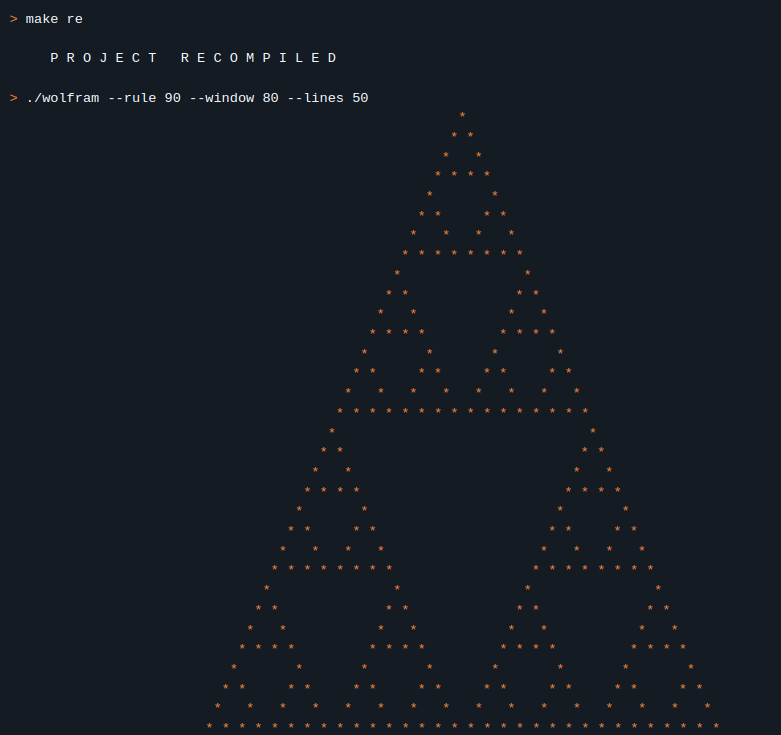 > make re
     P R O J E C T   R E C O M P I L E D
> ./wolfram --rule 90 --window 80 --lines 50
                                                       *
                                                      * *
                                                     *   *
                                                    * * * *
                                                   *       *
                                                  * *     * *
                                                 *   *   *   *
                                                * * * * * * * *
                                               *               *
                                              * *             * *
                                             *   *           *   *
                                            * * * *         * * * *
                                           *       *       *       *
                                          * *     * *     * *     * *
                                         *   *   *   *   *   *   *   *
                                        * * * * * * * * * * * * * * * *
                                       *                               *
                                      * *                             * *
                                     *   *                           *   *
                                    * * * *                         * * * *
                                   *       *                       *       *
                                  * *     * *                     * *     * *
                                 *   *   *   *                   *   *   *   *
                                * * * * * * * *                 * * * * * * * *
                               *               *               *               *
                              * *             * *             * *             * *
                             *   *           *   *           *   *           *   *
                            * * * *         * * * *         * * * *         * * * *
                           *       *       *       *       *       *       *       *
                          * *     * *     * *     * *     * *     * *     * *     * *
                         *   *   *   *   *   *   *   *   *   *   *   *   *   *   *   *
                        * * * * * * * * * * * * * * * * * * * * * * * * * * * * * * * *